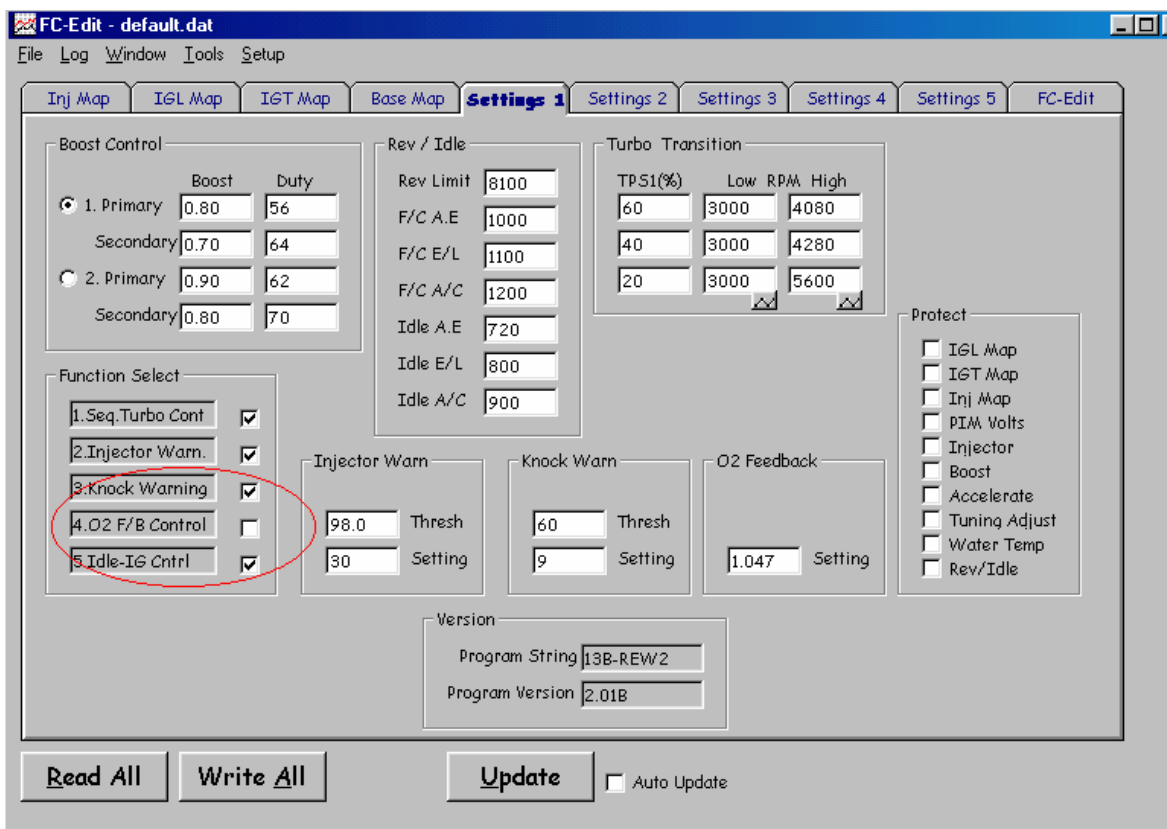 FC-Edit - default.dat
File Log Window Tools Setup
Inj Map IGL Map IGT Map Base Map Settings 1 Settings 2 Settings 3 Settings 4 Settings 5 FC-Edit
Boost Control
Boost Duty
1. Primary 0.80 56
Secondary 0.70 64
2. Primary 0.90 62
Secondary 0.80 70
Rev / Idle
Rev Limit 8100
F/C A.E 1000
F/C E/L 1100
F/C A/C 1200
Idle A.E 720
Idle E/L 800
Idle A/C 900
Turbo Transition
TPS1(%) Low RPM High
60 3000 4080
40 3000 4280
20 3000 5600
Protect
IGL Map
IGT Map
Inj Map
PIM Volts
Injector
Boost
Accelerate
Tuning Adjust
Water Temp
Rev/Idle
Function Select
1.Seq.Turbo Cont
2.Injector Warn.
3.Knock Warning
4.O2 F/B Control
5.Idle-IG Cntrl
Injector Warn
98.0 Thresh
30 Setting
Knock Warn
60 Thresh
9 Setting
O2 Feedback
1.047 Setting
Version
Program String 13B-REW2
Program Version 2.01B
Read All Write All Update Auto Update